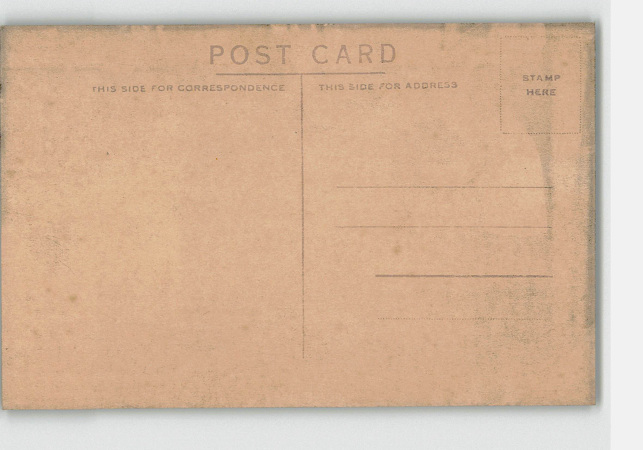 POST CARD
THIS SIDE FOR CORRESPONDENCE
THIS SIDE FOR ADDRESS
STAMP
HERE